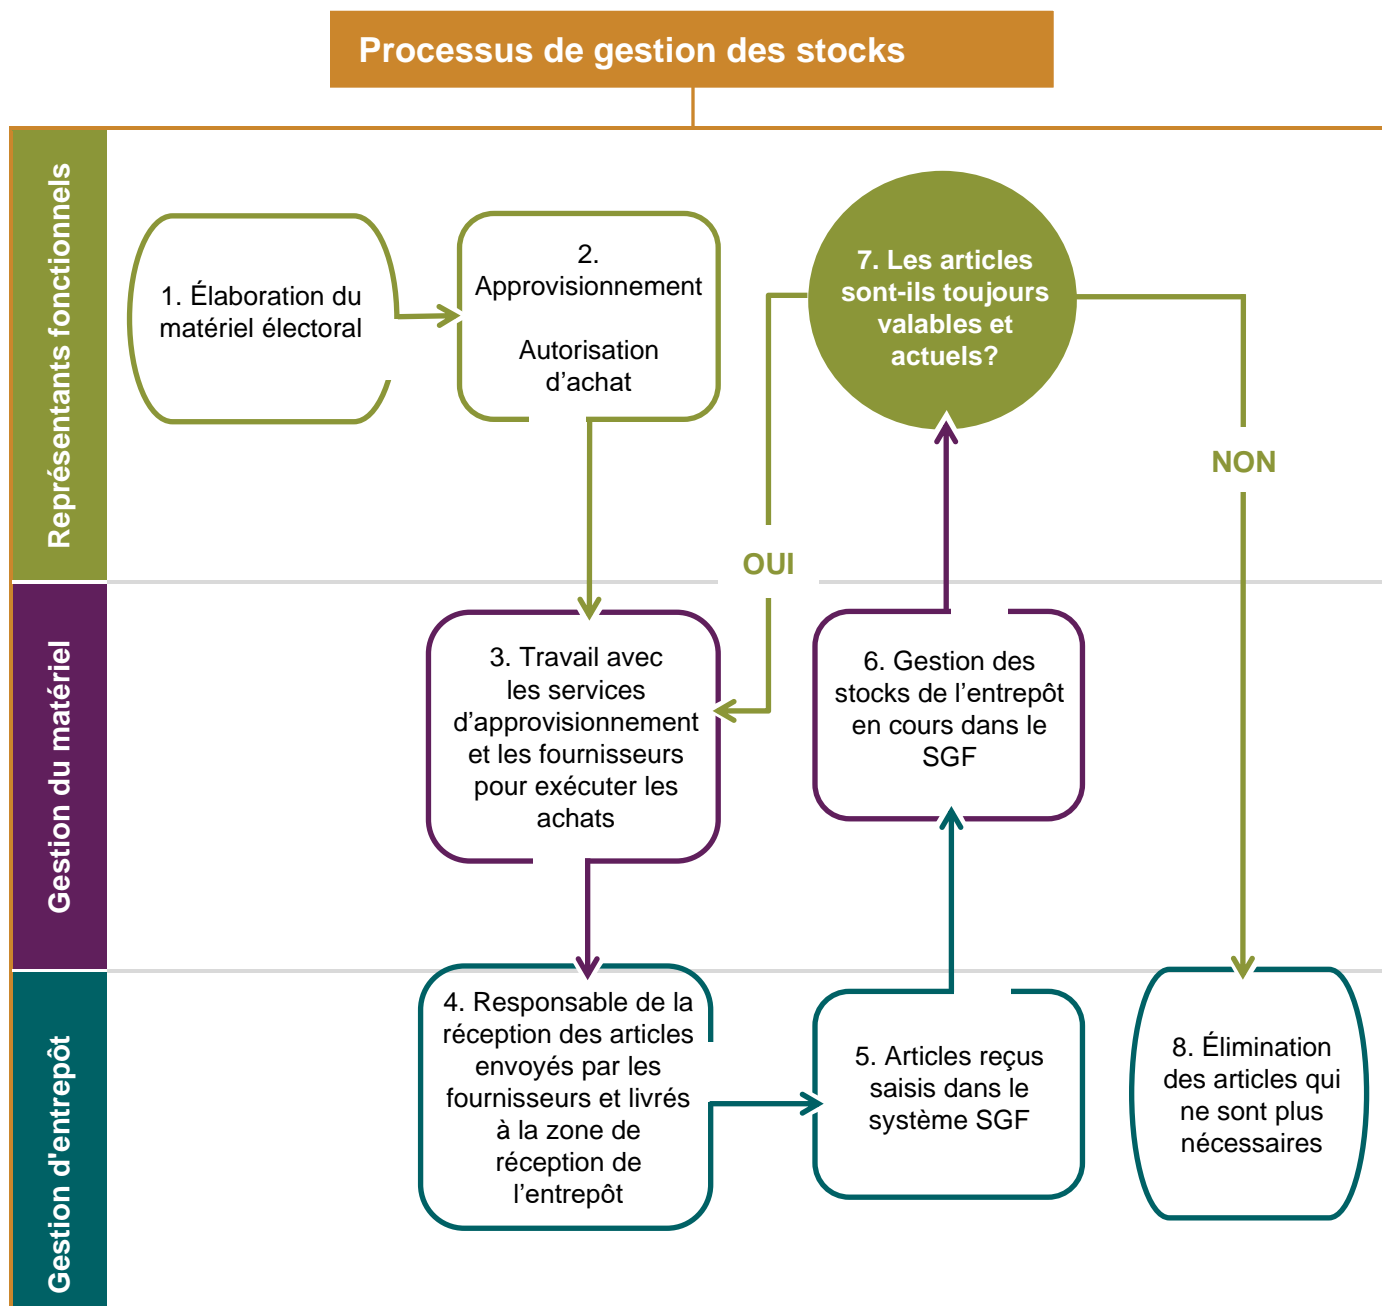 Processus de gestion des stocks
Représentants fonctionnels
1. Élaboration du
matériel électoral
2.
Approvisionnement
Autorisation
d’achat
7. Les articles
sont-ils toujours
valables et
actuels?
NON
OUI
Gestion du matériel
3. Travail avec
les services
d’approvisionnement
et les fournisseurs
pour exécuter les
achats
6. Gestion des
stocks de l’entrepôt
en cours dans le
SGF
Gestion d'entrepôt
4. Responsable de la
réception des articles
envoyés par les
fournisseurs et livrés
à la zone de
réception de
l’entrepôt
5. Articles reçus
saisis dans le
système SGF
8. Élimination
des articles qui
ne sont plus
nécessaires